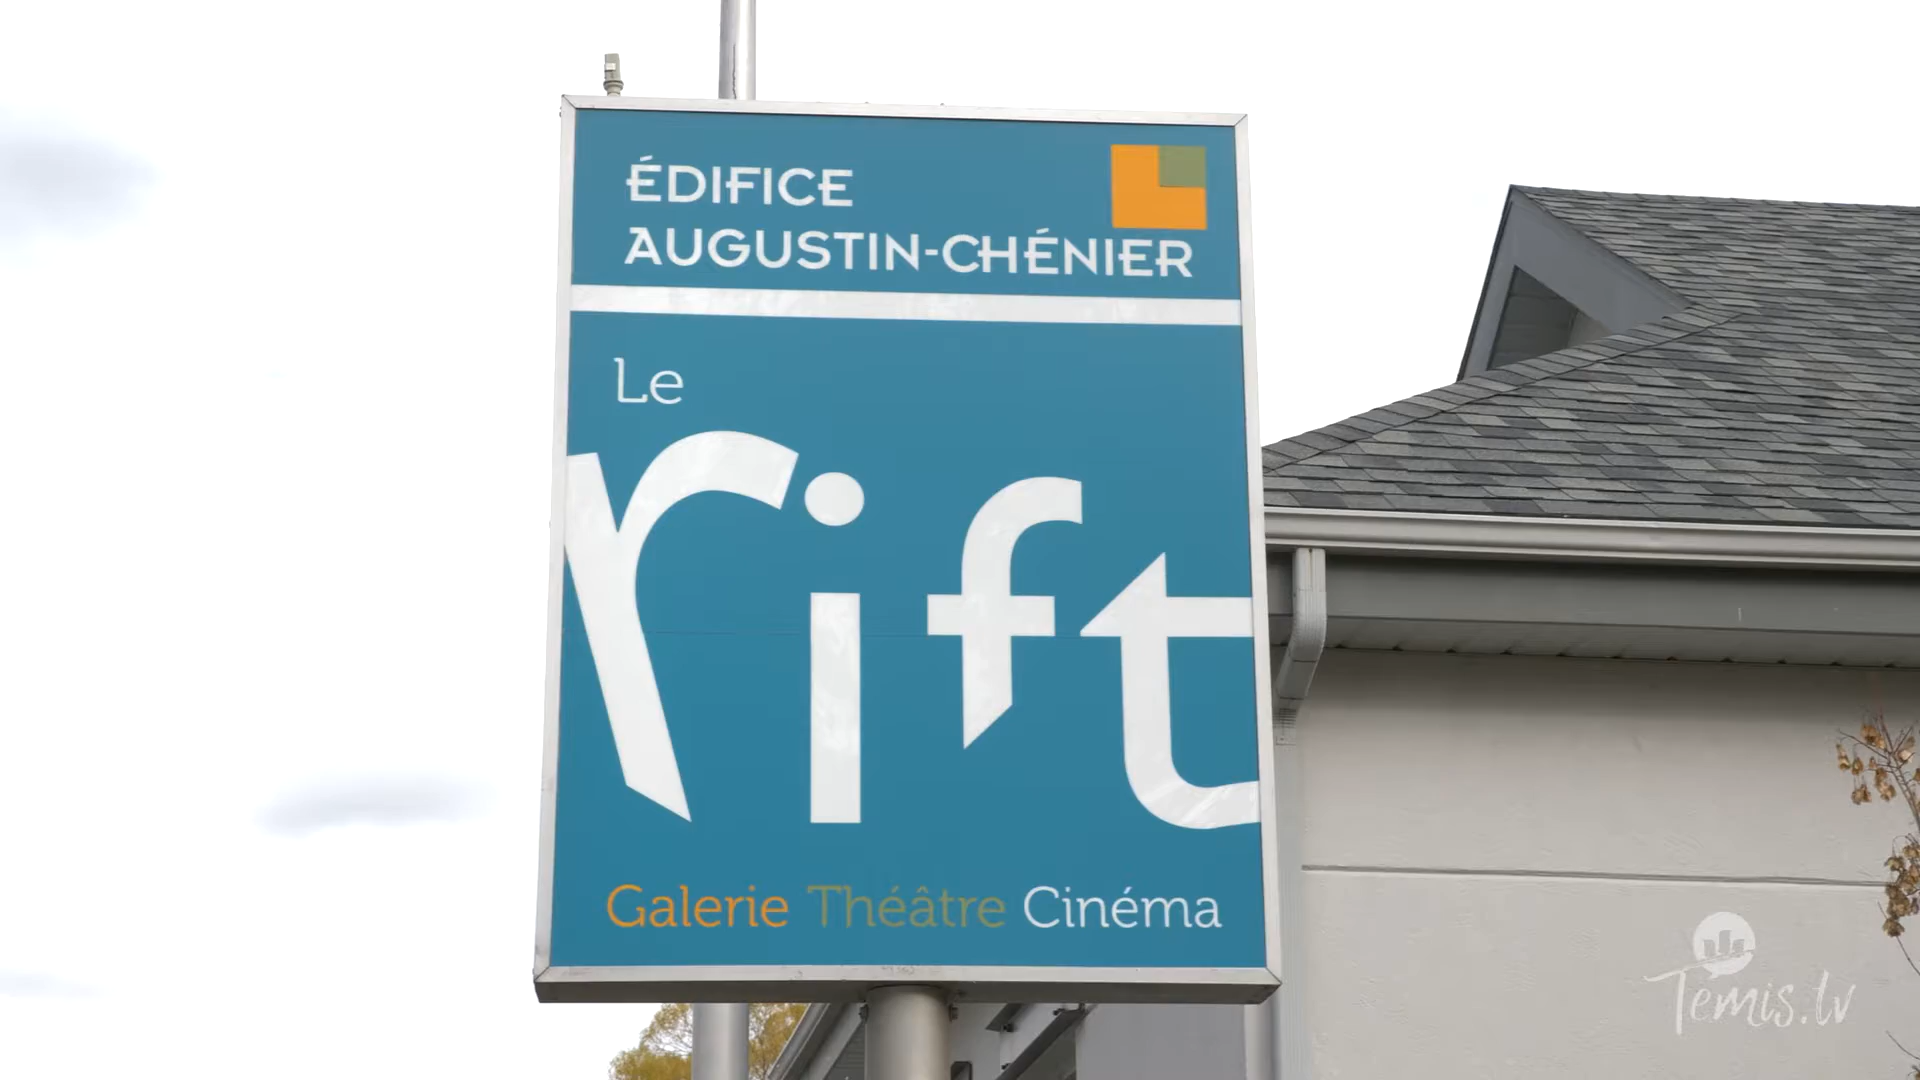 ÉDIFICE
AUGUSTIN-CHÉNIER
Le
rift
Galerie Théâtre Cinéma
Temis.tv